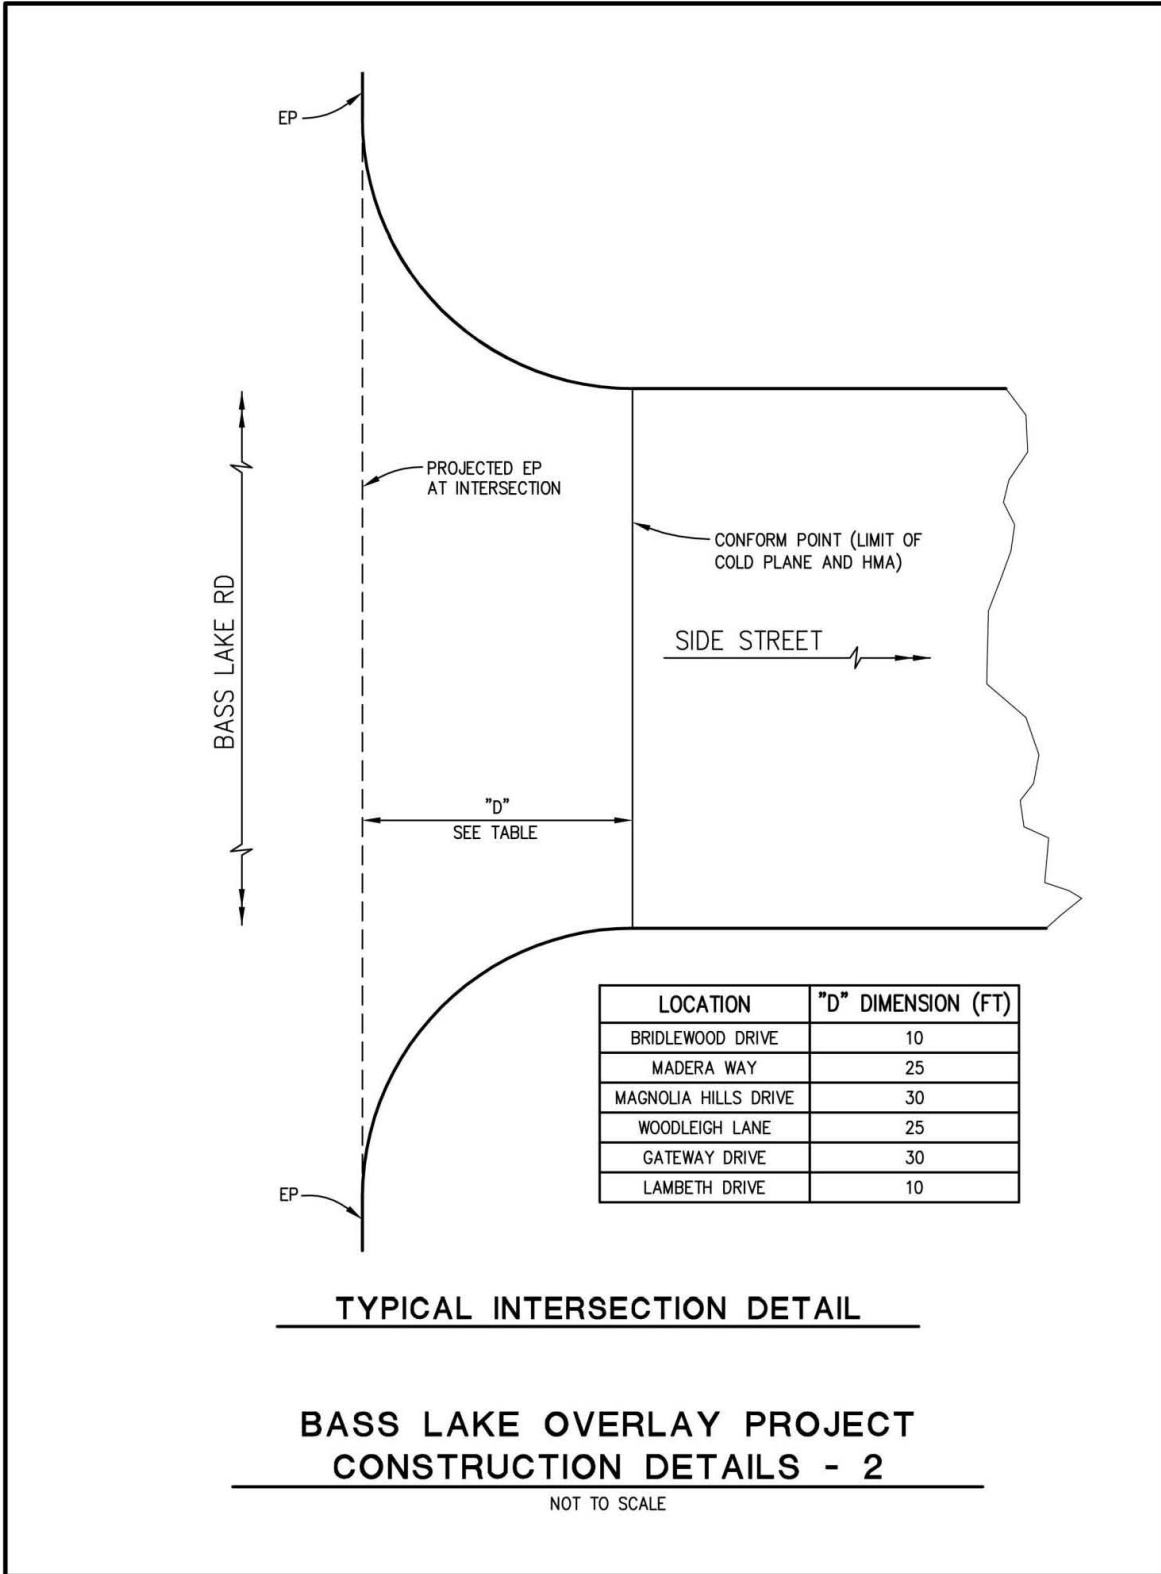 EP
PROJECTED EP
AT INTERSECTION
CONFORM POINT (LIMIT OF
COLD PLANE AND HMA)
BASS LAKE RD
SIDE STREET
"D"
SEE TABLE
LOCATION "D" DIMENSION (FT)
BRIDLEWOOD DRIVE 10
MADERA WAY 25
MAGNOLIA HILLS DRIVE 30
WOODLEIGH LANE 25
GATEWAY DRIVE 30
LAMBETH DRIVE 10
EP
TYPICAL INTERSECTION DETAIL
BASS LAKE OVERLAY PROJECT
CONSTRUCTION DETAILS - 2
NOT TO SCALE